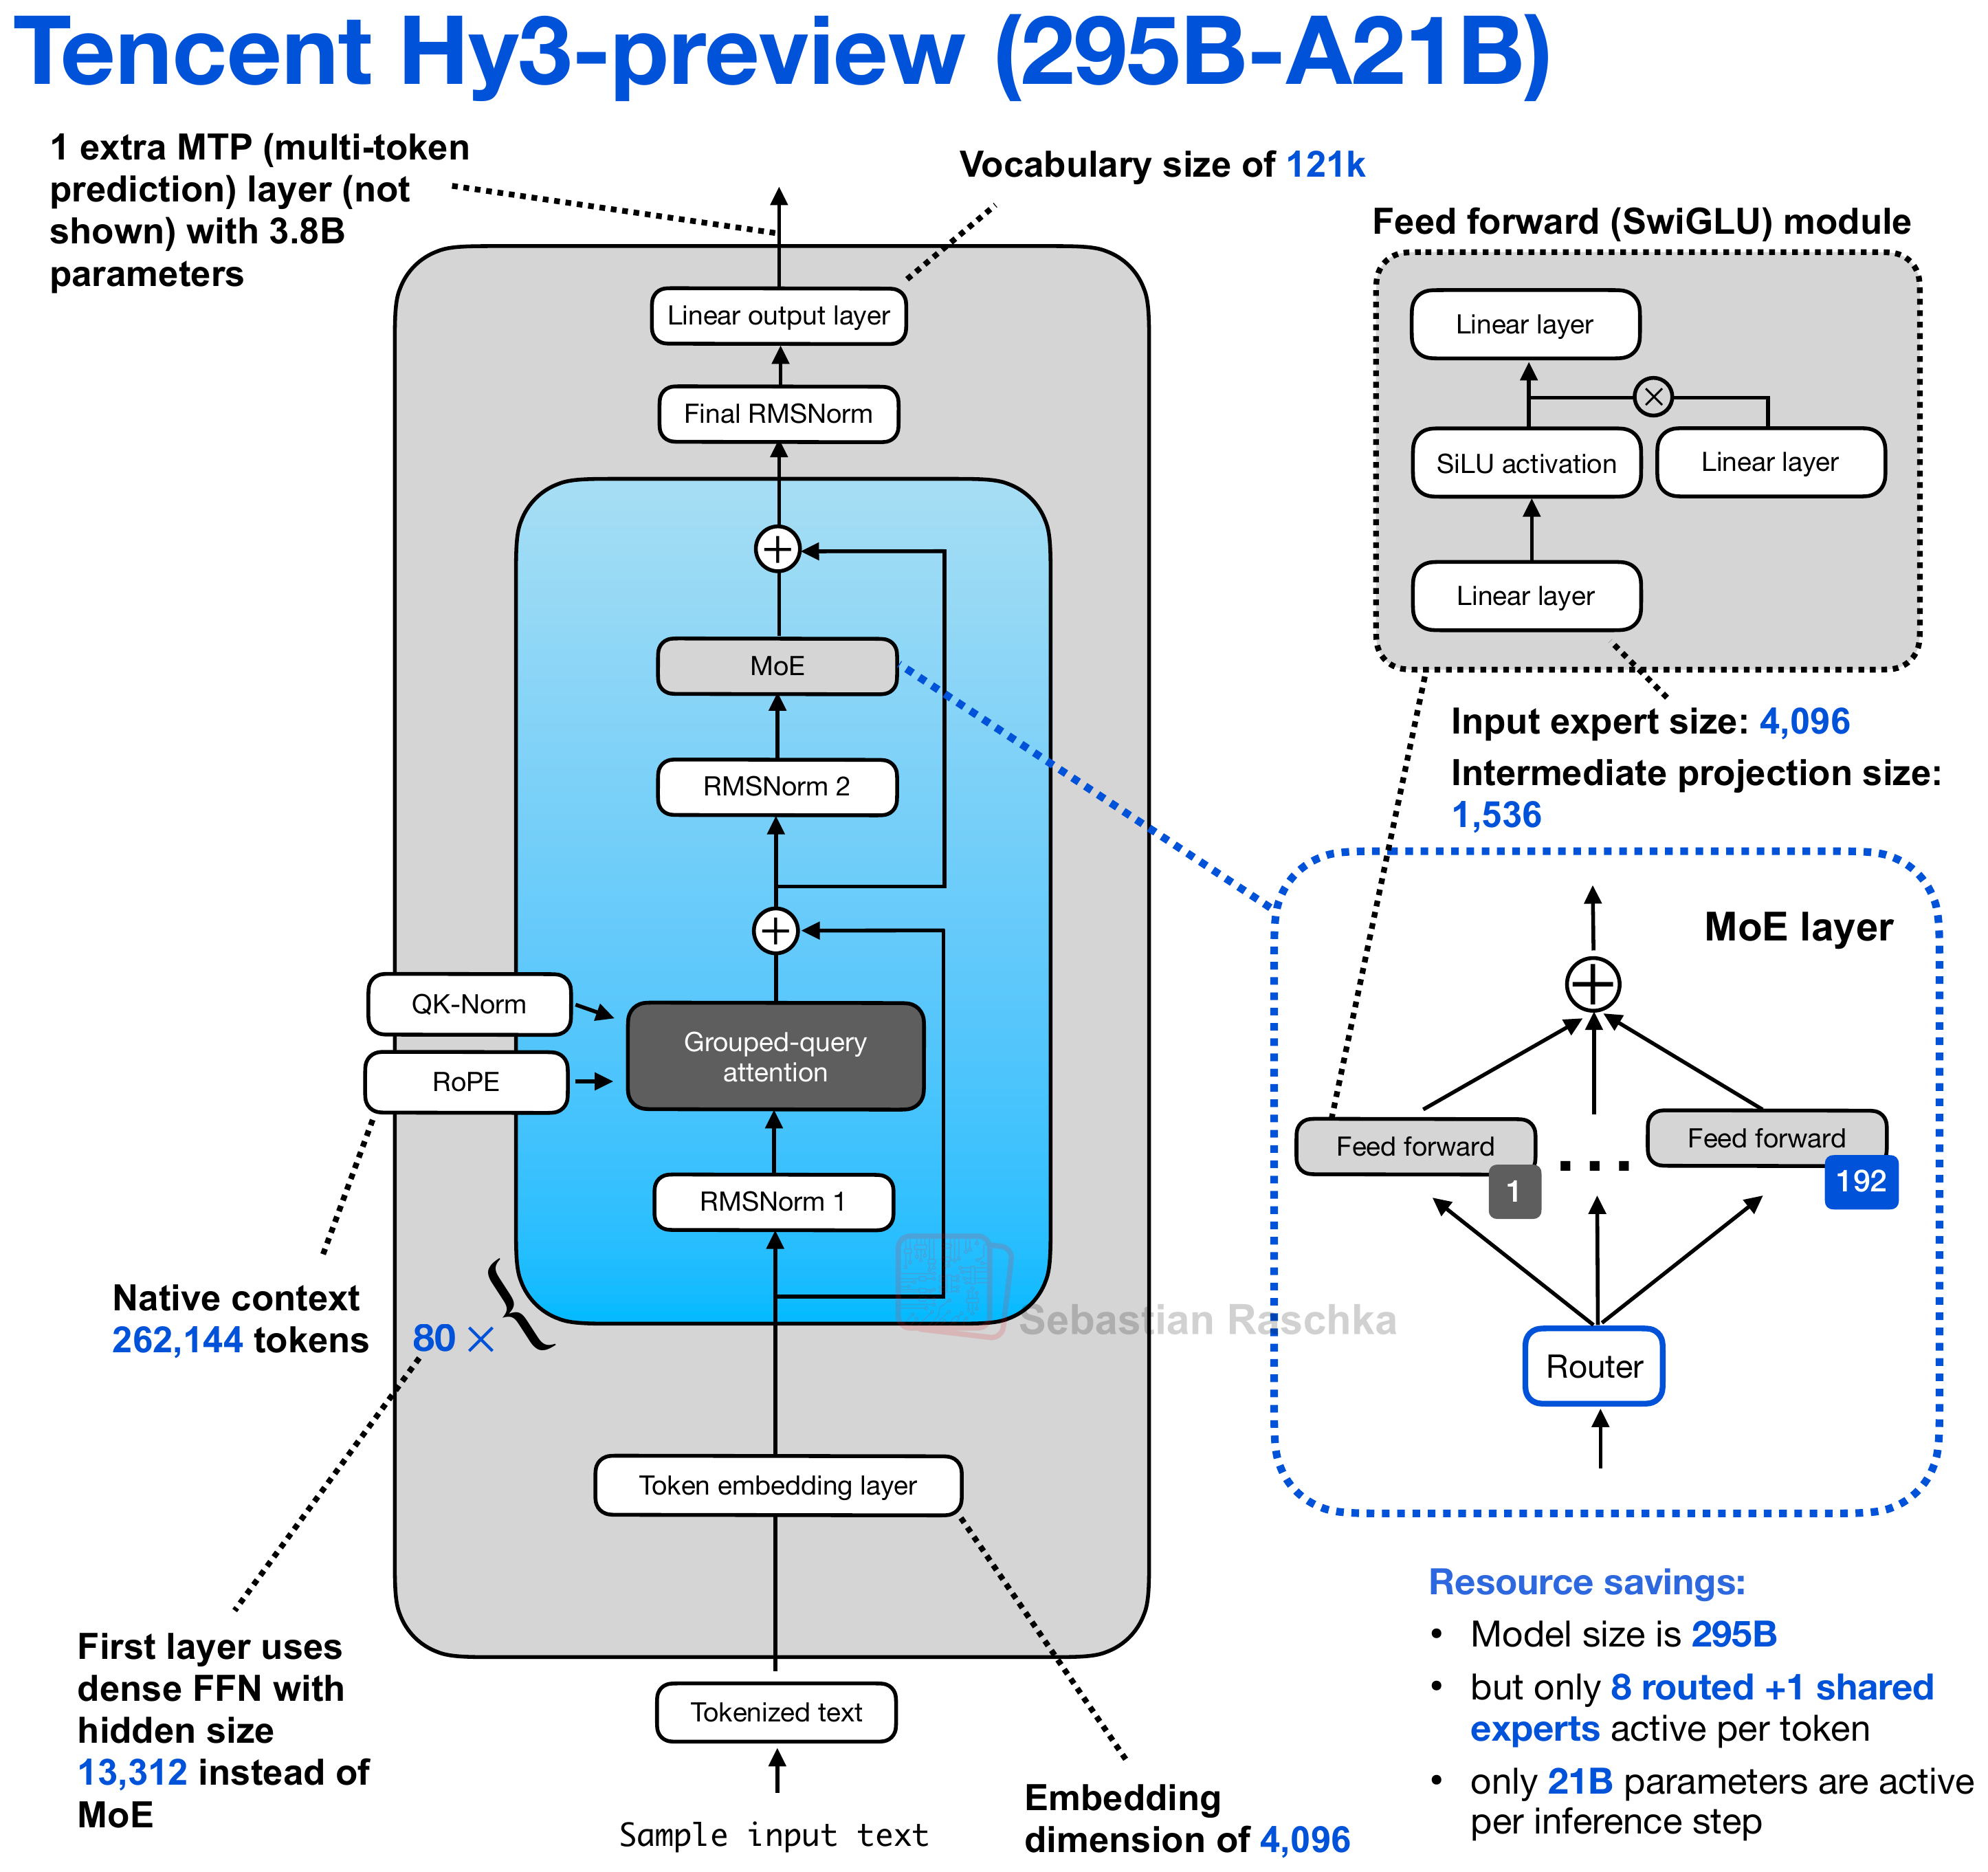 Tencent Hy3-preview (295B-A21B)
1 extra MTP (multi-token
prediction) layer (not
shown) with 3.8B
parameters
Vocabulary size of 121k
Linear output layer
Final RMSNorm
MoE
RMSNorm 2
QK-Norm
RoPE
Grouped-query
attention
RMSNorm 1
Native context
262,144 tokens
80 ×
Token embedding layer
First layer uses
dense FFN with
hidden size
13,312 instead of
MoE
Tokenized text
Sample input text
Embedding
dimension of 4,096
Feed forward (SwiGLU) module
Linear layer
SiLU activation
Linear layer
Linear layer
Input expert size: 4,096
Intermediate projection size:
1,536
MoE layer
Feed forward
1
...
Feed forward
192
Router
Sebastian Raschka
Resource savings:
• Model size is 295B
• but only 8 routed +1 shared
experts active per token
• only 21B parameters are active
per inference step